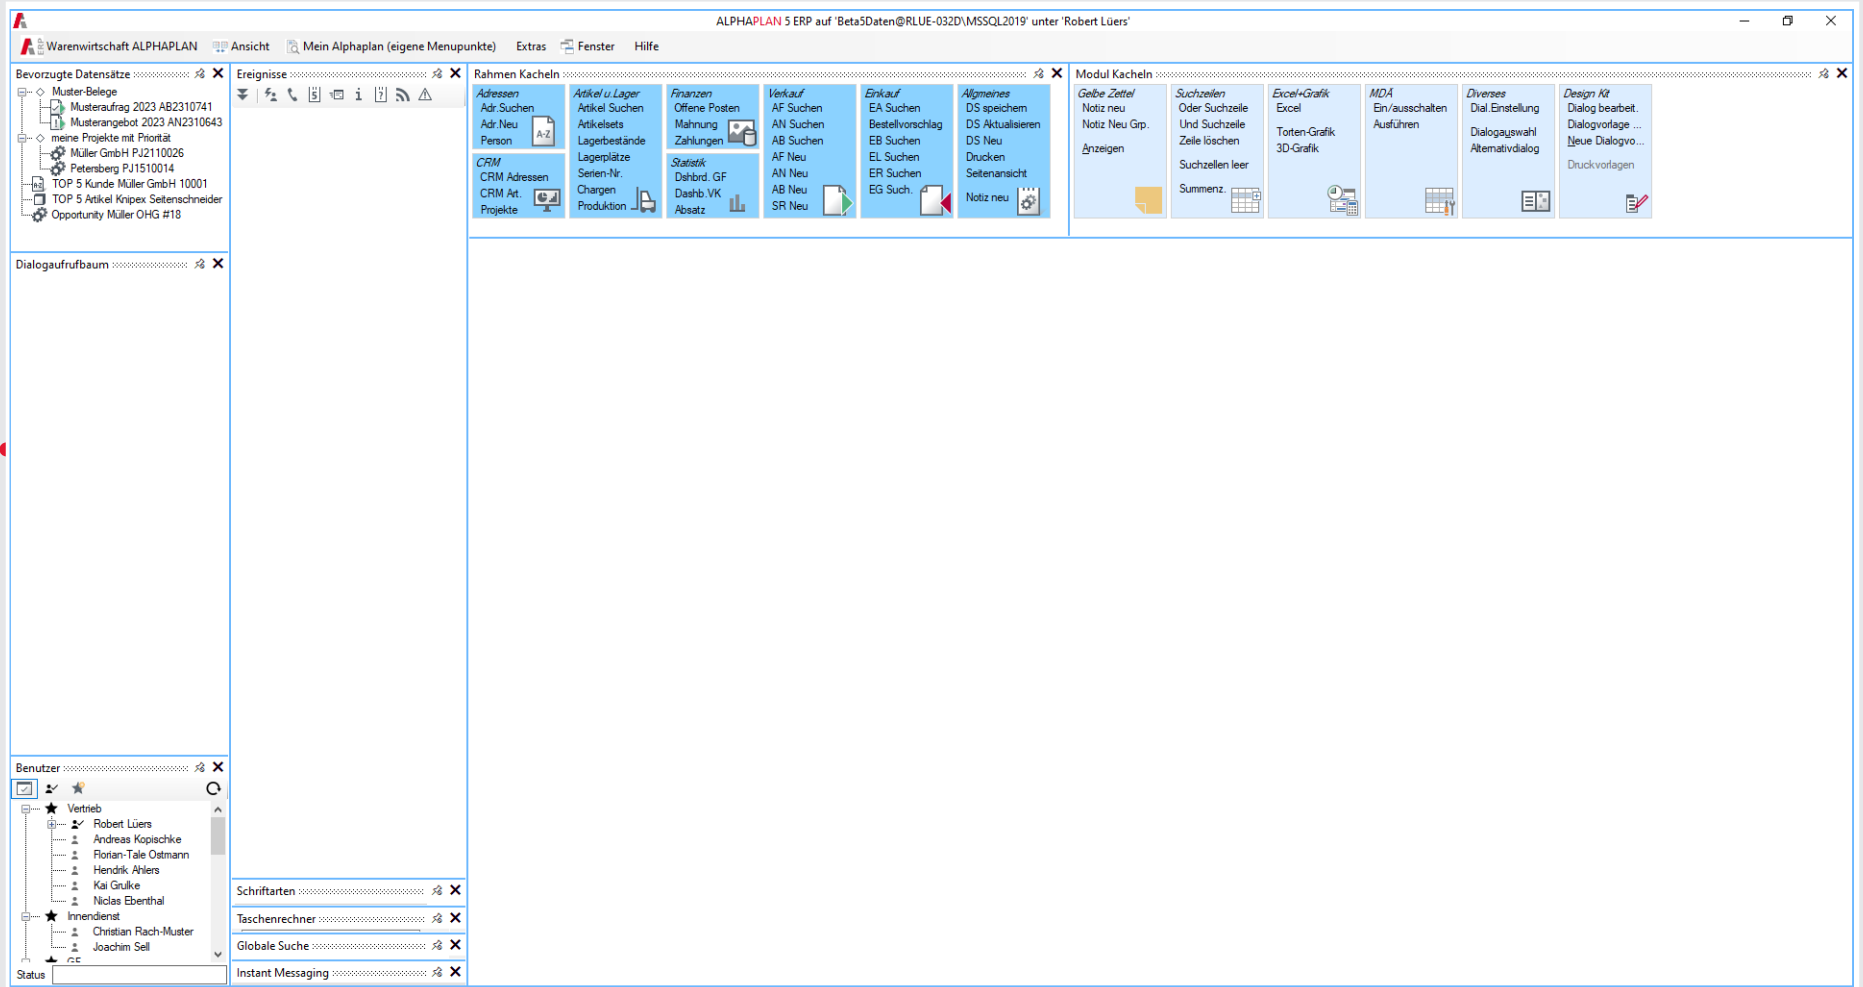 ALPHAPLAN 5 ERP auf 'Beta5Daten@RLUE-032D\MSSQL2019' unter 'Robert Lüers'
ERP Warenwirtschaft ALPHAPLAN Ansicht Mein Alphaplan (eigene Menupunkte) Extras Fenster Hilfe
Bevorzugte Datensätze
Muster-Belege
Musteraufrag 2023 AB2310741
Musterangebot 2023 AN2310643
meine Projekte mit Priorität
Müller GmbH PJ2110026
Petersberg PJ1510014
TOP 5 Kunde Müller GmbH 10001
TOP 5 Artikel Knipex Seitenschneider
Opportunity Müller OHG #18
Dialogaufrufbaum
Benutzer
Vertrieb
Robert Lüers
Andreas Kopischke
Florian-Tale Ostmann
Hendrik Ahlers
Kai Grulke
Niclas Ebenthal
Innendienst
Christian Rach-Muster
Joachim Sell
GF
Status
Ereignisse
Schriftarten
Taschenrechner
Globale Suche
Instant Messaging
Rahmen Kacheln
Adressen
Adr.Suchen
Adr.Neu
Person
A-Z
CRM
CRM Adressen
CRM Art.
Projekte
Artikel u.Lager
Artikel Suchen
Artikelsets
Lagerbestände
Lagerplätze
Serien-Nr.
Chargen
Produktion
Finanzen
Offene Posten
Mahnung
Zahlungen
Statistik
Dshbrd. GF
Dashb.VK
Absatz
Verkauf
AF Suchen
AN Suchen
AB Suchen
AF Neu
AN Neu
AB Neu
SR Neu
Einkauf
EA Suchen
Bestellvorschlag
EB Suchen
EL Suchen
ER Suchen
EG Such.
Allgmeines
DS speichern
DS Aktualisieren
DS Neu
Drucken
Seitenansicht
Notiz neu
Modul Kacheln
Gelbe Zettel
Notiz neu
Notiz Neu Grp.
Anzeigen
Suchzeilen
Oder Suchzeile
Und Suchzeile
Zeile löschen
Suchzellen leer
Summenz.
Excel+Grafik
Excel
Torten-Grafik
3D-Grafik
MDÄ
Ein/ausschalten
Ausführen
Diverses
Dial.Einstellung
Dialogauswahl
Alternativdialog
Design Kit
Dialog bearbeit.
Dialogvorlage ...
Neue Dialogvo...
Druckvorlagen